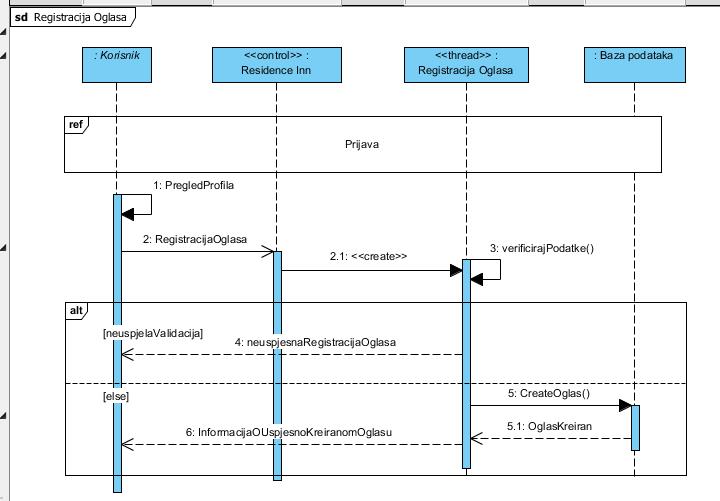 sd Registracija Oglasa
: Korisnik
<<control>> :
Residence Inn
<<thread>> :
Registracija Oglasa
: Baza podataka
ref
Prijava
1: PregledProfila
2: RegistracijaOglasa
2.1: <<create>>
3: verificirajPodatke()
alt
[neuspjelaValidacija]
4: neuspjesnaRegistracijaOglasa
[else]
5: CreateOglas()
5.1: OglasKreiran
6: InformacijaOUspjesnoKreiranomOglasu